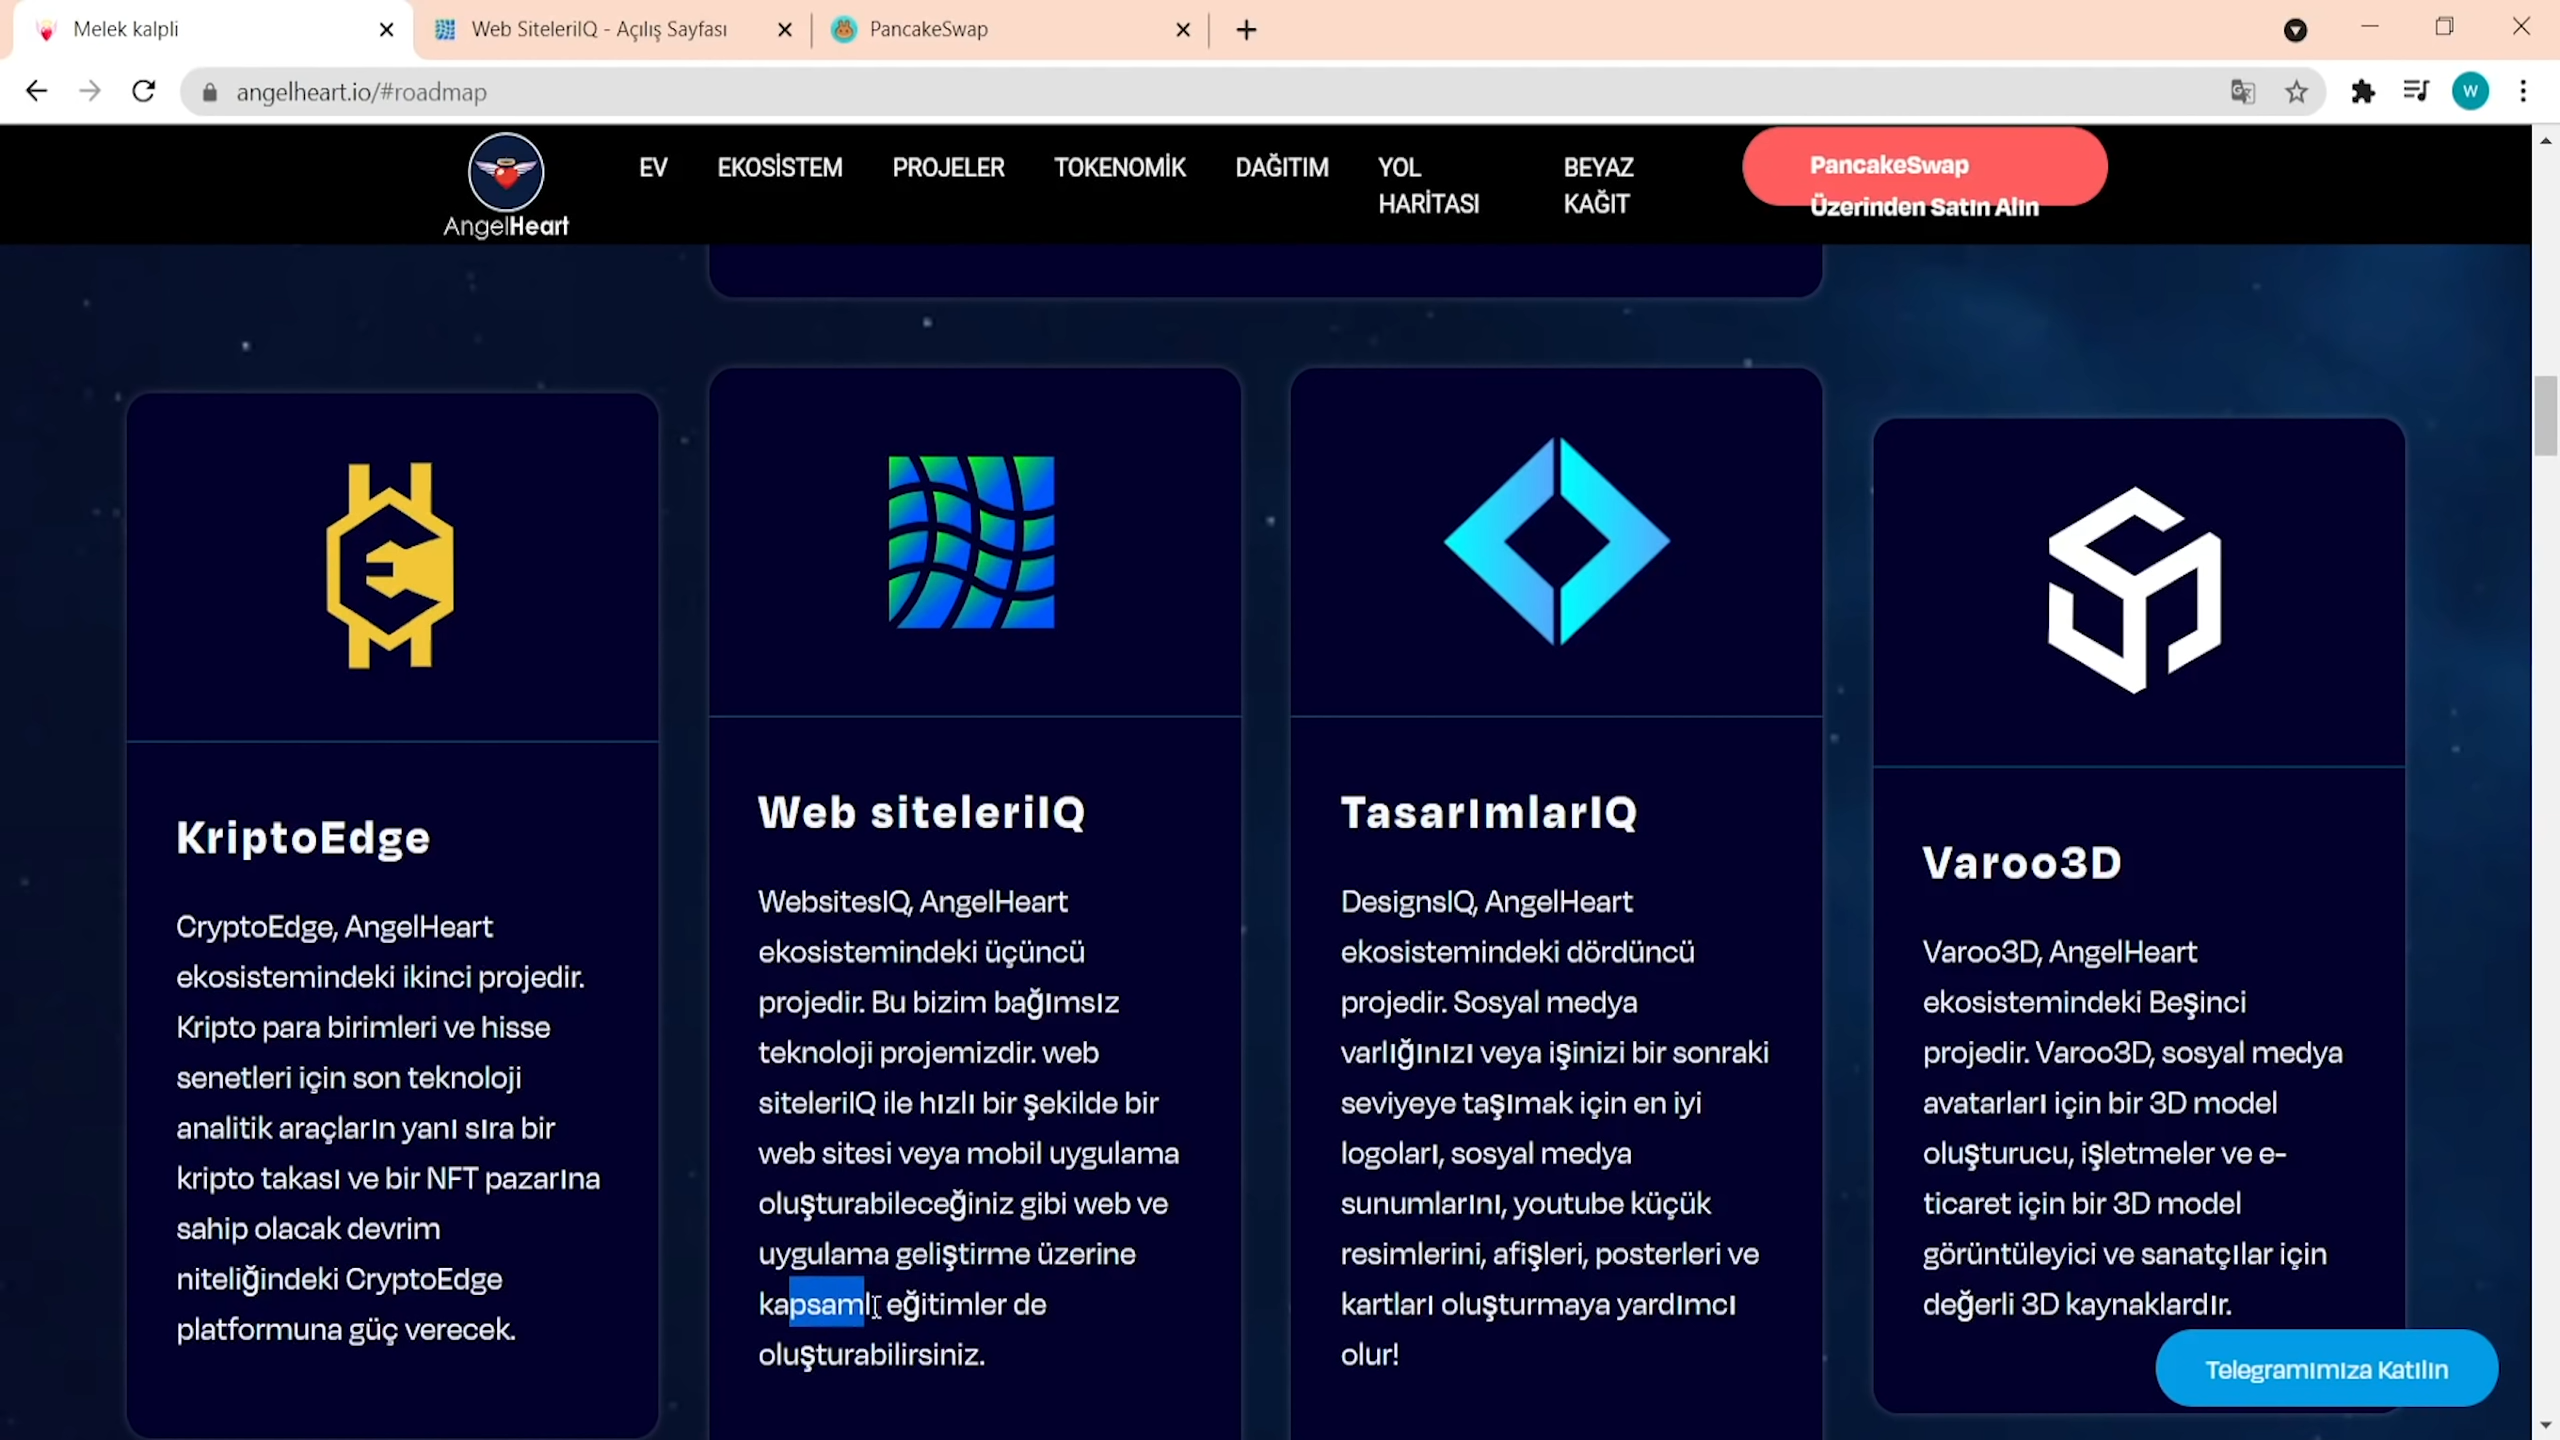 Melek kalpli
Web SiteleriIQ - Açılış Sayfası
PancakeSwap
angelheart.io/#roadmap
W
AngelHeart
EV
EKOSİSTEM
PROJELER
TOKENOMİK
DAĞITIM
YOL
HARİTASI
BEYAZ
KAĞIT
PancakeSwap
Üzerinden Satın Alın
KriptoEdge
CryptoEdge, AngelHeart
ekosistemindeki ikinci projedir.
Kripto para birimleri ve hisse
senetleri için son teknoloji
analitik araçların yanı sıra bir
kripto takası ve bir NFT pazarına
sahip olacak devrim
niteliğindeki CryptoEdge
platformuna güç verecek.
Web siteleriIQ
WebsitesIQ, AngelHeart
ekosistemindeki üçüncü
projedir. Bu bizim bağımsız
teknoloji projemizdir. web
siteleriIQ ile hızlı bir şekilde bir
web sitesi veya mobil uygulama
oluşturabileceğiniz gibi web ve
uygulama geliştirme üzerine
kapsamlı eğitimler de
oluşturabilirsiniz.
TasarımlarIQ
DesignsIQ, AngelHeart
ekosistemindeki dördüncü
projedir. Sosyal medya
varlığınızı veya işinizi bir sonraki
seviyeye taşımak için en iyi
logoları, sosyal medya
sunumlarını, youtube küçük
resimlerini, afişleri, posterleri ve
kartları oluşturmaya yardımcı
olur!
Varoo3D
Varoo3D, AngelHeart
ekosistemindeki Beşinci
projedir. Varoo3D, sosyal medya
avatarları için bir 3D model
oluşturucu, işletmeler ve e-
ticaret için bir 3D model
görüntüleyici ve sanatçılar için
değerli 3D kaynaklardır.
Telegramımıza Katılın